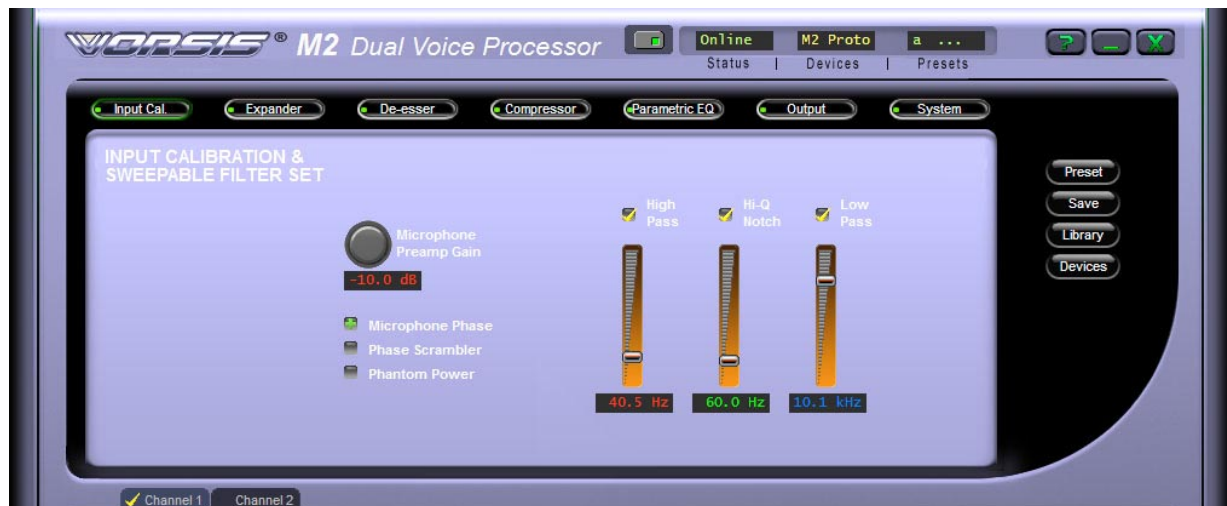 VORSIS® M2 Dual Voice Processor
Online M2 Proto a ...
Status | Devices | Presets
? _ X
Input Cal. Expander De-esser Compressor Parametric EQ Output System
INPUT CALIBRATION &
SWEEPABLE FILTER SET
Microphone
Preamp Gain
-10.0 dB
Microphone Phase
Phase Scrambler
Phantom Power
High
Pass
Hi-Q
Notch
Low
Pass
40.5 Hz 60.0 Hz 10.1 kHz
Preset
Save
Library
Devices
Channel 1 Channel 2